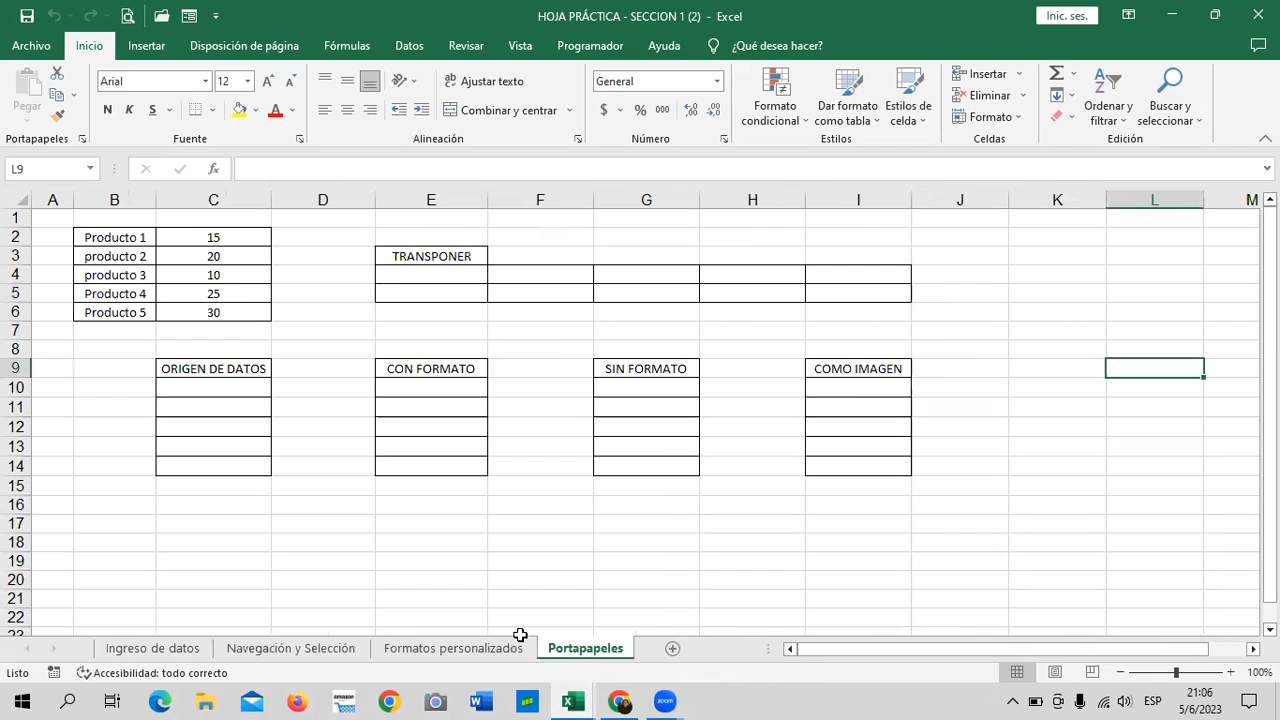 HOJA PRÁCTICA - SECCION 1 (2) - Excel
Inic. ses.
Archivo Inicio Insertar Disposición de página Fórmulas Datos Revisar Vista Programador Ayuda ¿Qué desea hacer?
Pegar
Portapapeles
Arial 12
N K S
Fuente
Ajustar texto
Combinar y centrar
Alineación
General
$ % 000
Número
Formato condicional
Dar formato como tabla
Estilos de celda
Estilos
Insertar
Eliminar
Formato
Celdas
Ordenar y filtrar
Buscar y seleccionar
Edición
L9
fx
A B C D E F G H I J K L M
1
2 Producto 1 15
3 producto 2 20 TRANSPONER
4 producto 3 10
5 Producto 4 25
6 Producto 5 30
7
8
9 ORIGEN DE DATOS CON FORMATO SIN FORMATO COMO IMAGEN
10
11
12
13
14
15
16
17
18
19
20
21
22
23
Ingreso de datos Navegación y Selección Formatos personalizados Portapapeles
Listo Accesibilidad: todo correcto 100%
amazon zoom ESP 21:06
5/6/2023